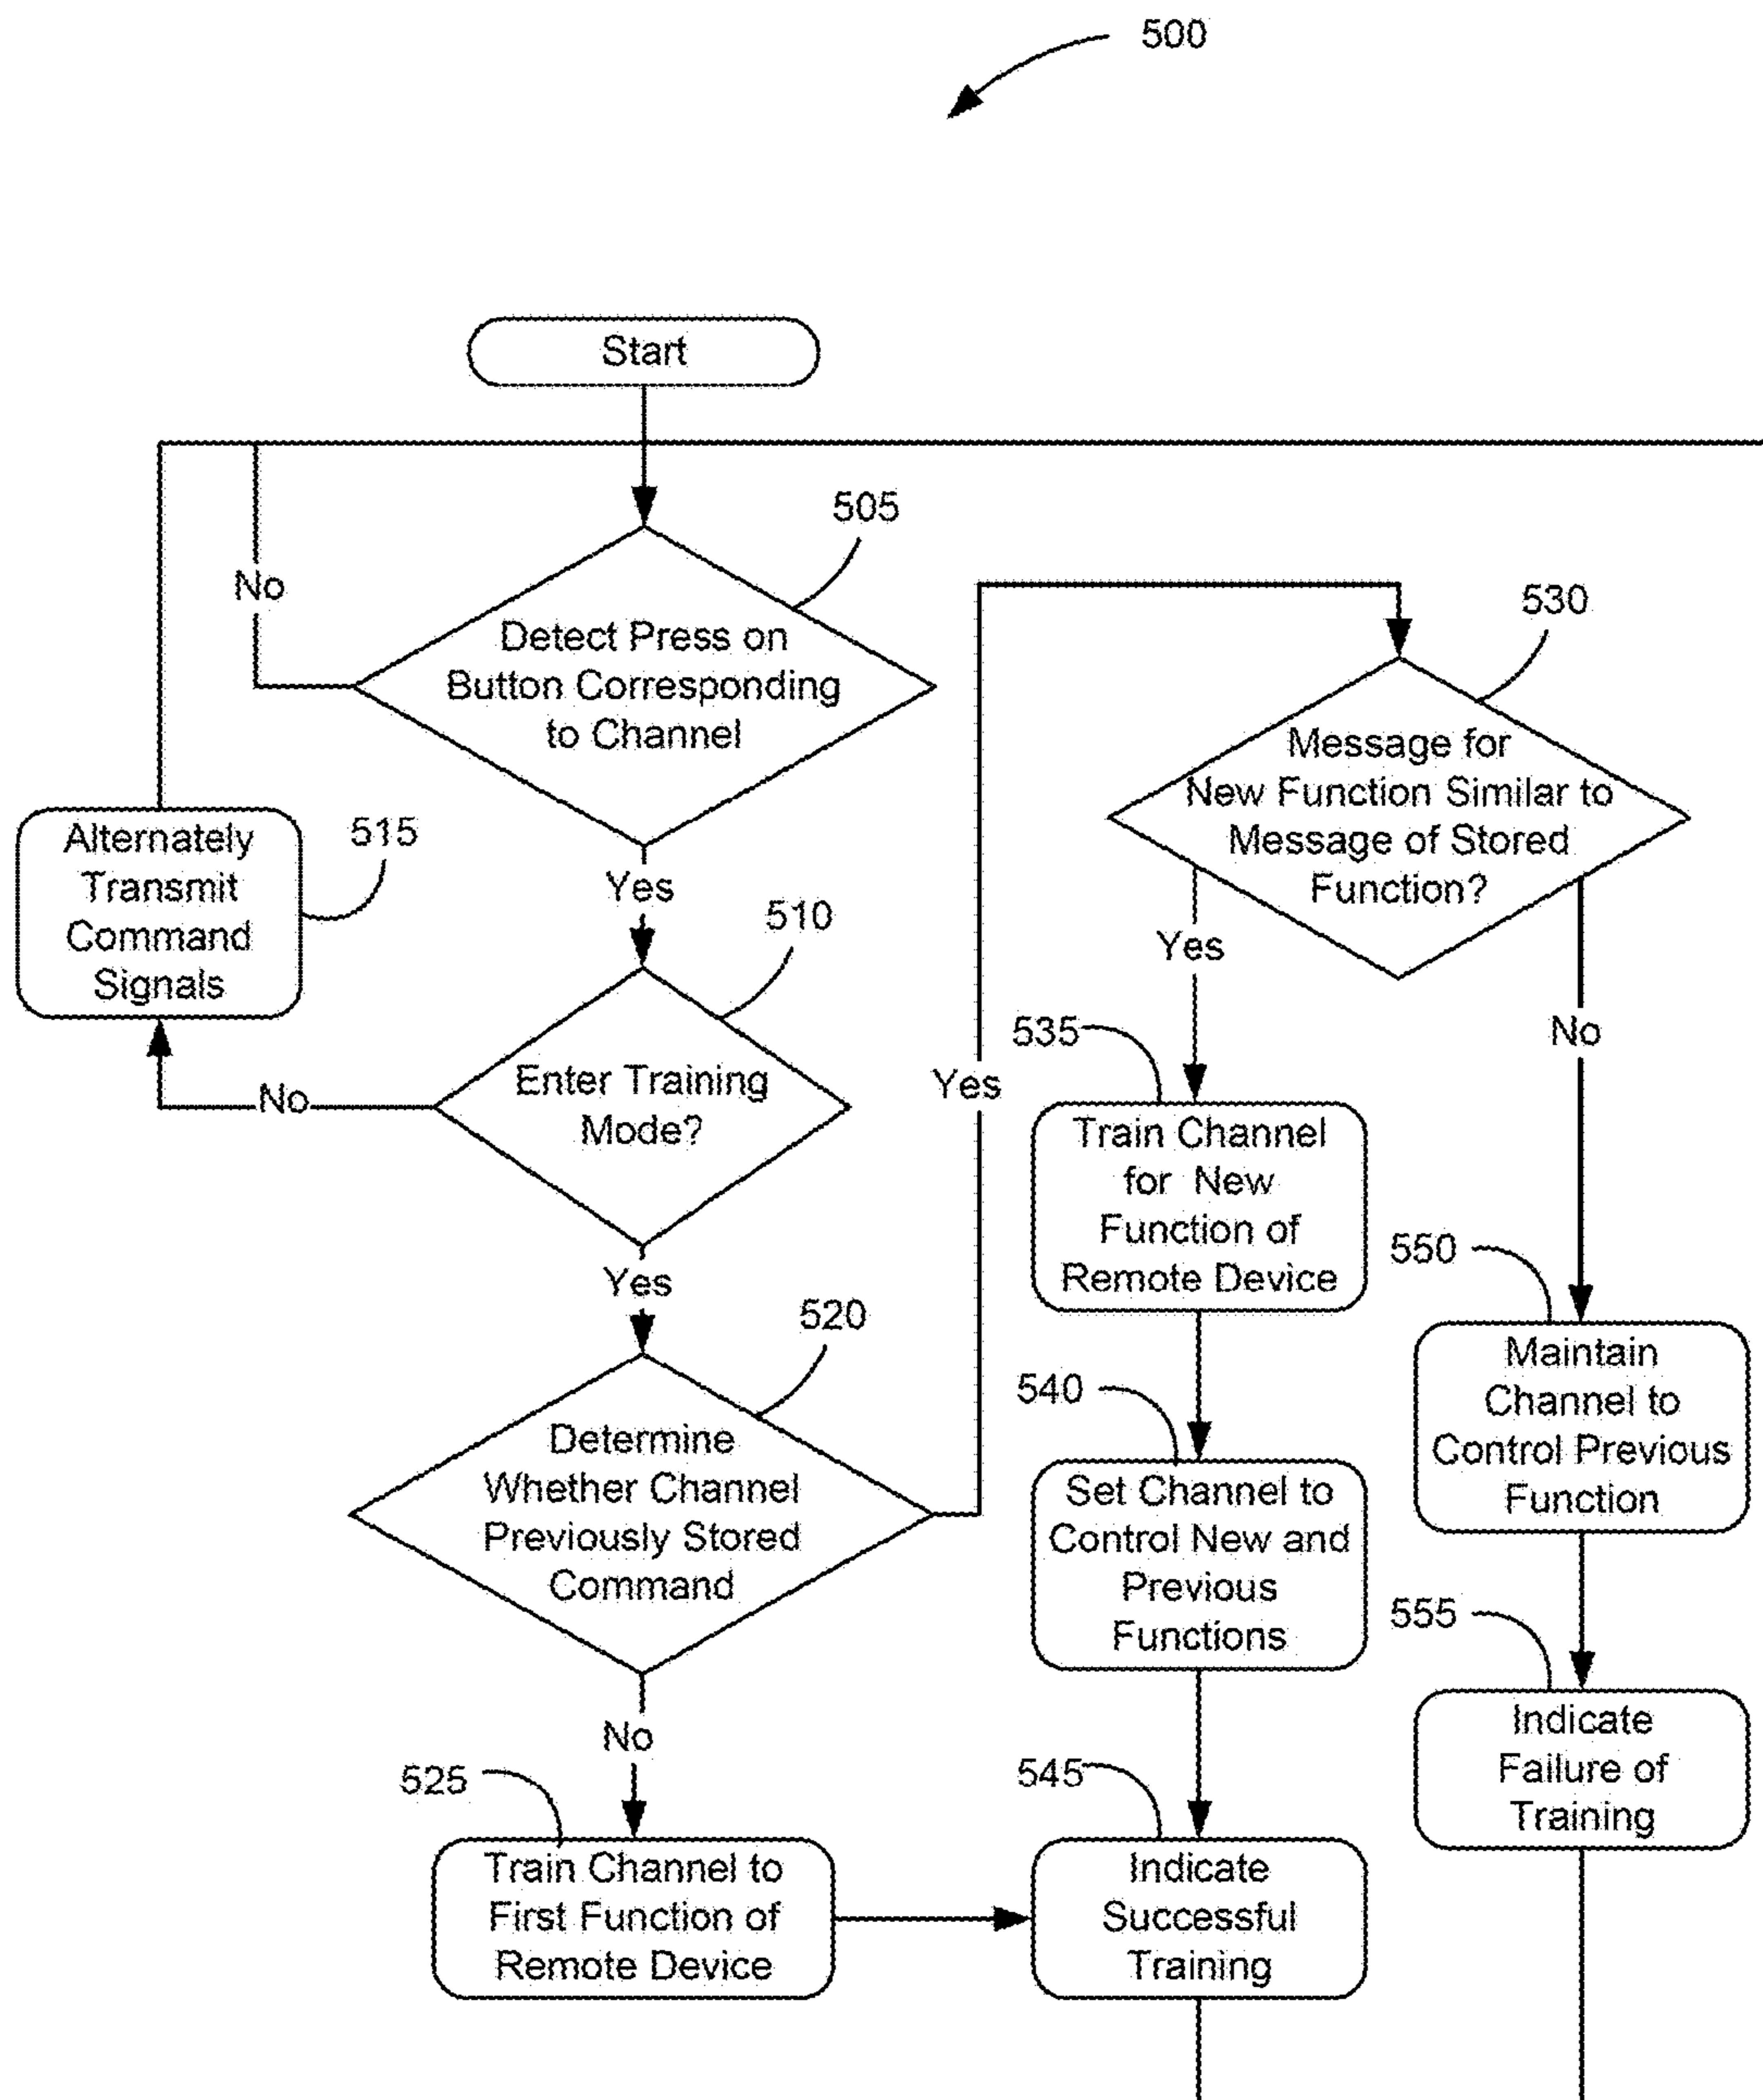 500
Start
505
Detect Press on
Button Corresponding
to Channel
No
Yes
515
Alternately
Transmit
Command
Signals
510
Enter Training
Mode?
No
Yes
520
Determine
Whether Channel
Previously Stored
Command
Yes
No
525
Train Channel to
First Function of
Remote Device
530
Message for
New Function Similar to
Message of Stored
Function?
Yes
No
535
Train Channel
for New
Function of
Remote Device
540
Set Channel to
Control New and
Previous
Functions
545
Indicate
Successful
Training
550
Maintain
Channel to
Control Previous
Function
555
Indicate
Failure of
Training